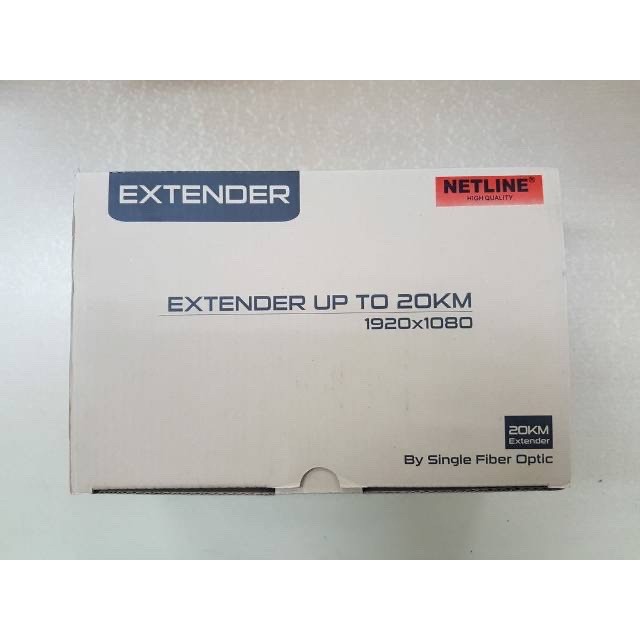 EXTENDER
NETLINE®
HIGH QUALITY
EXTENDER UP TO 20KM
1920x1080
20KM
Extender
By Single Fiber Optic